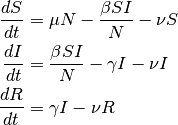 dS/dt = μN − βSI/N − νS
dI/dt = βSI/N − γI − νI
dR/dt = γI − νR